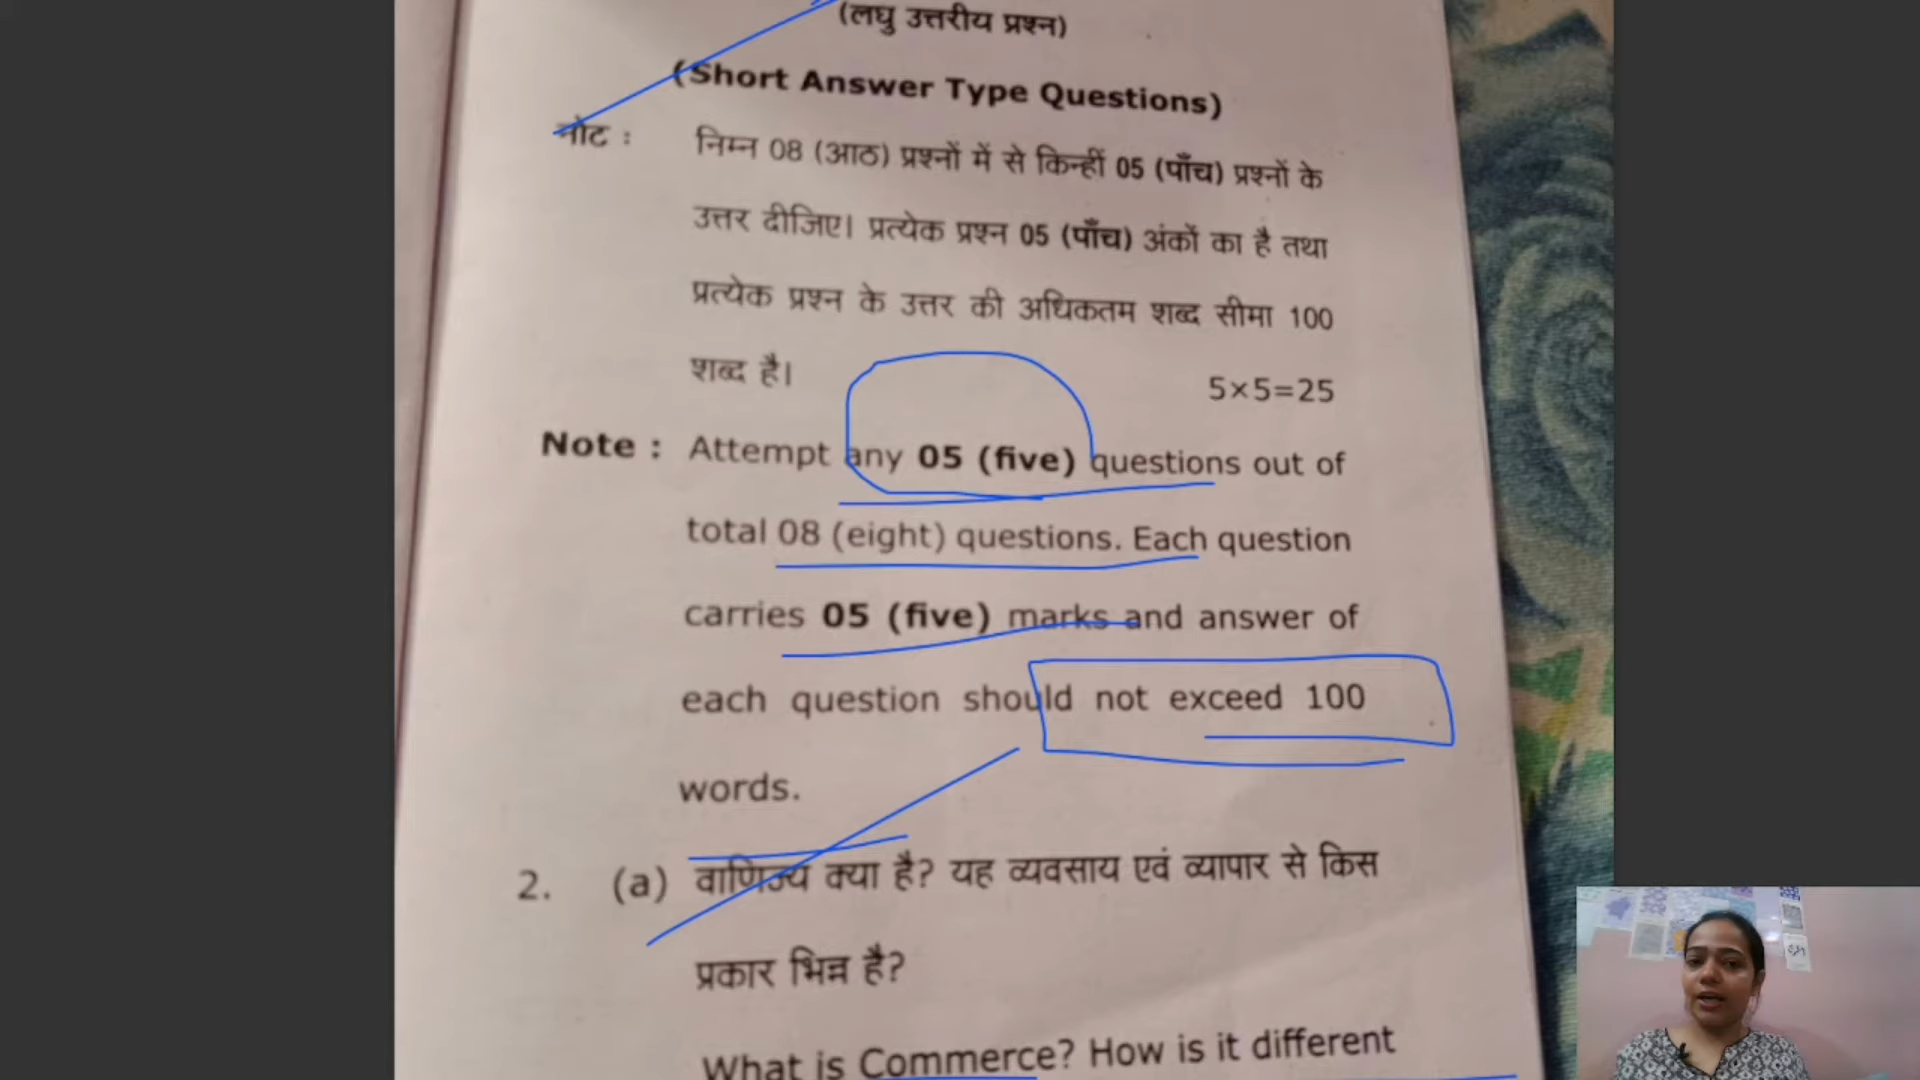 (लघु उत्तरीय प्रश्न)
(Short Answer Type Questions)
नोट : निम्न 08 (आठ) प्रश्नों में से किन्हीं 05 (पाँच) प्रश्नों के
उत्तर दीजिए। प्रत्येक प्रश्न 05 (पाँच) अंकों का है तथा
प्रत्येक प्रश्न के उत्तर की अधिकतम शब्द सीमा 100
शब्द है। 5×5=25
Note : Attempt any 05 (five) questions out of
total 08 (eight) questions. Each question
carries 05 (five) marks and answer of
each question should not exceed 100
words.
2. (a) वाणिज्य क्या है? यह व्यवसाय एवं व्यापार से किस
प्रकार भिन्न है?
What is Commerce? How is it different